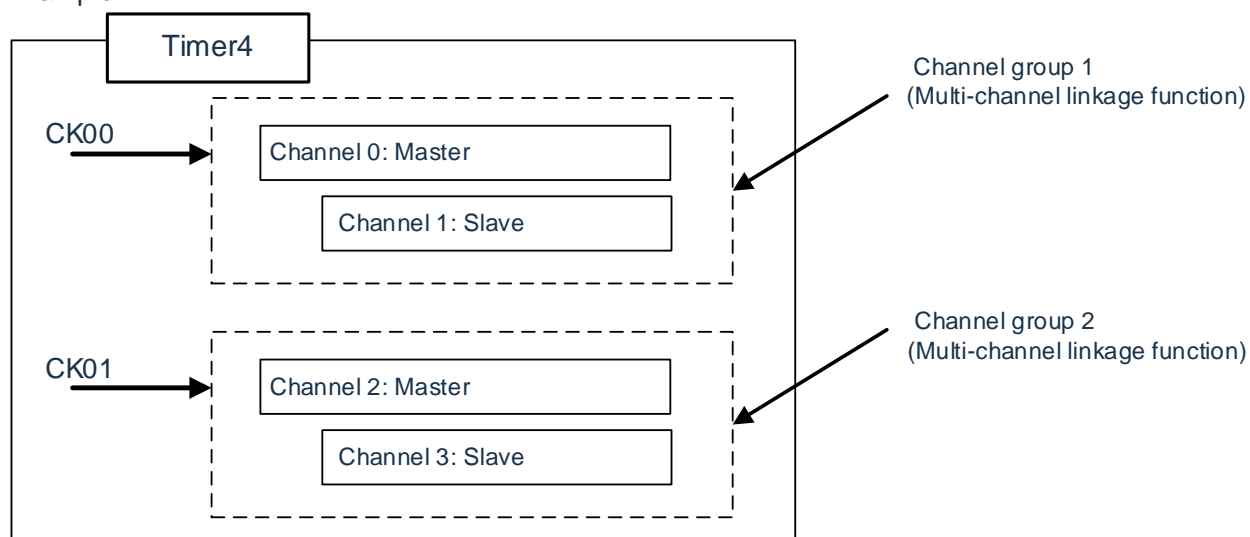 Timer4
Channel group 1
(Multi-channel linkage function)
CK00
Channel 0: Master
Channel 1: Slave
Channel group 2
(Multi-channel linkage function)
CK01
Channel 2: Master
Channel 3: Slave